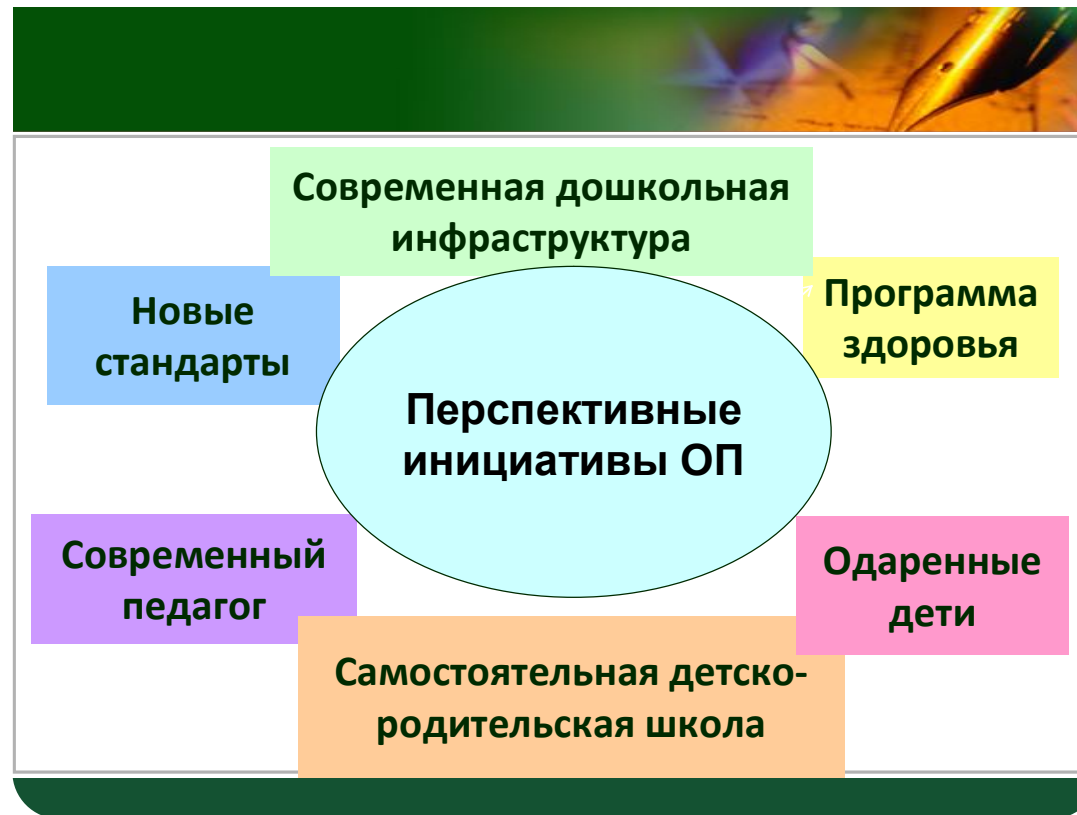 Современная дошкольная
инфраструктура
Новые
стандарты
Программа
здоровья
Перспективные
инициативы ОП
Современный
педагог
Одаренные
дети
Самостоятельная детско-
родительская школа